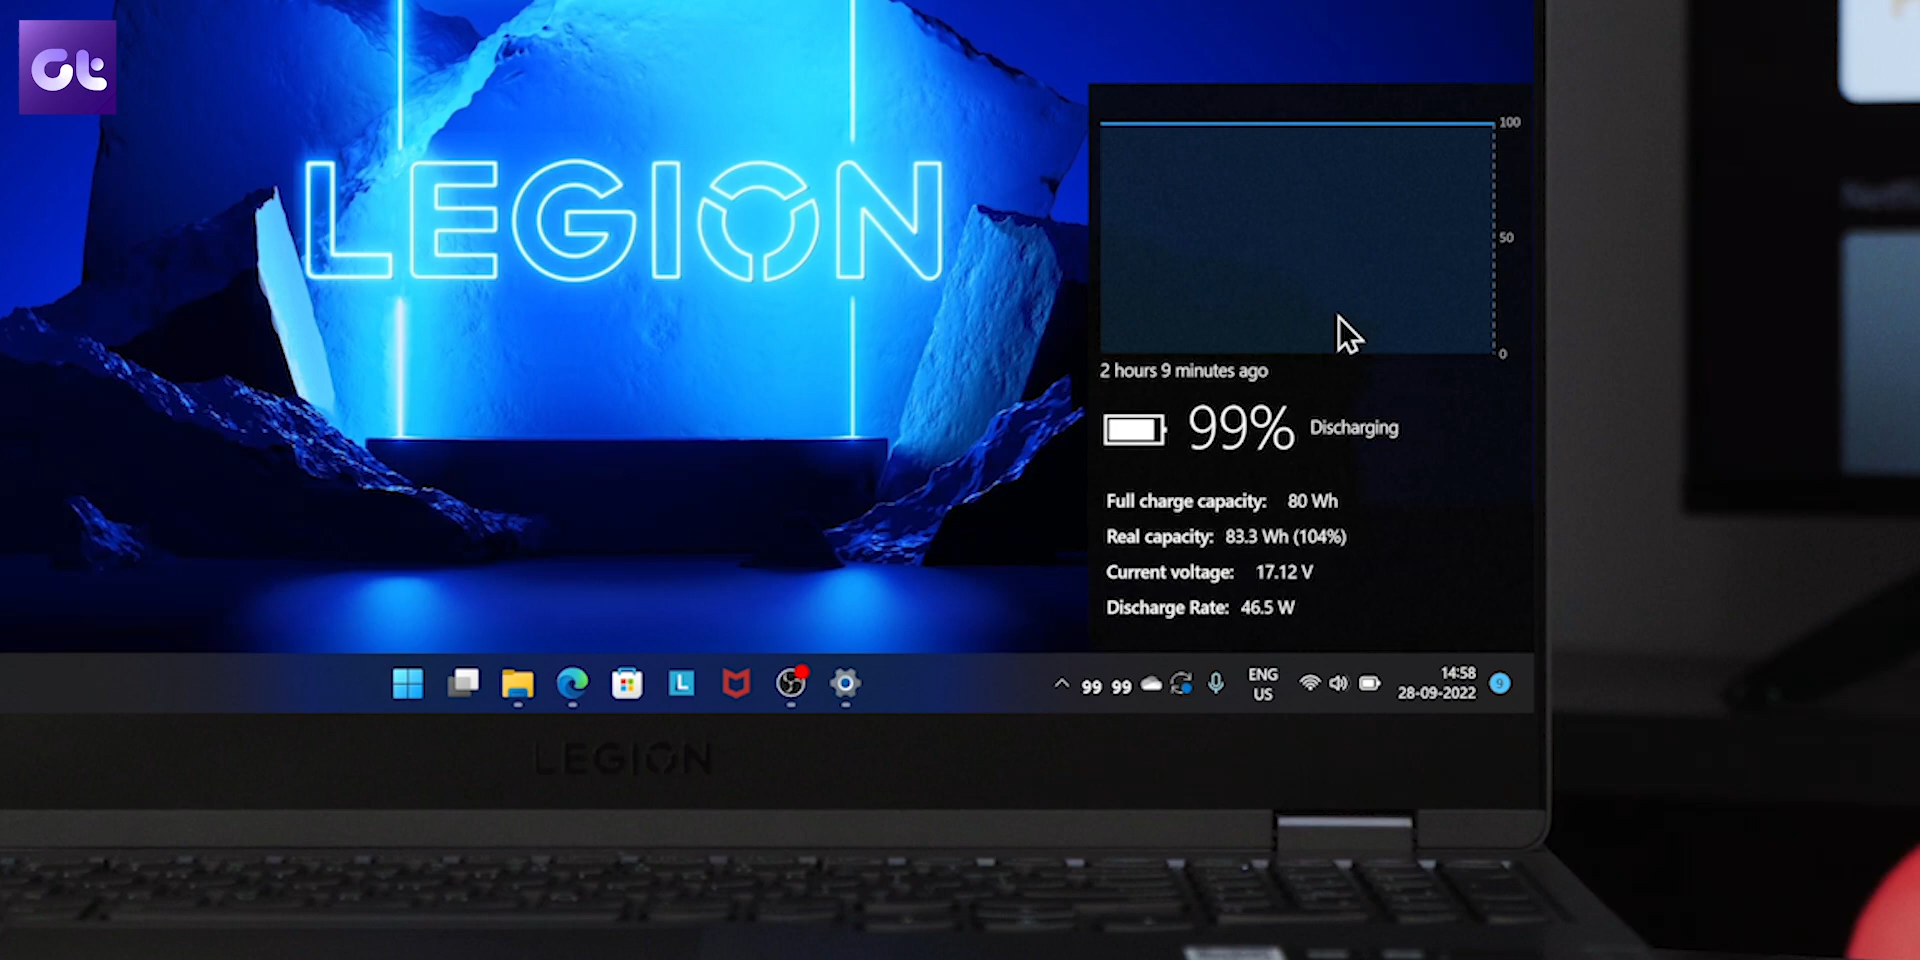 Gt
LEGION
100
50
0
2 hours 9 minutes ago
99% Discharging
Full charge capacity: 80 Wh
Real capacity: 83.3 Wh (104%)
Current voltage: 17.12 V
Discharge Rate: 46.5 W
L
99 99
ENG
US
14:58
28-09-2022
9
LEGION